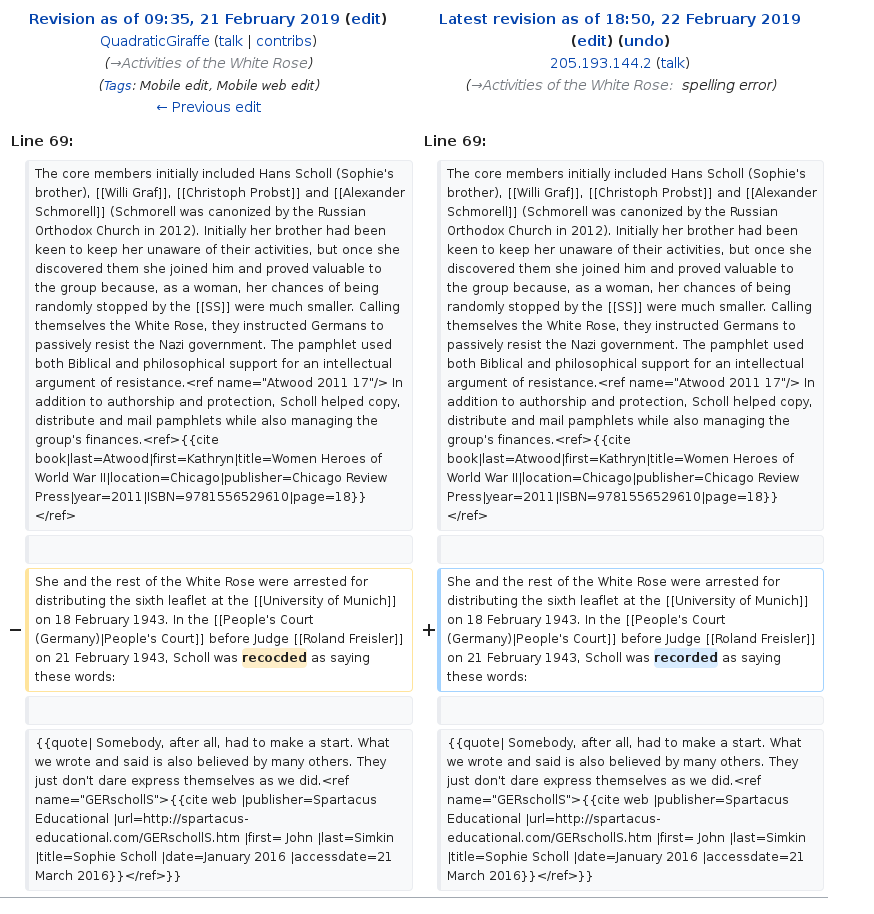 Revision as of 09:35, 21 February 2019 (edit)
QuadraticGiraffe (talk | contribs)
(→Activities of the White Rose)
(Tags: Mobile edit, Mobile web edit)
← Previous edit
Line 69:
The core members initially included Hans Scholl (Sophie's
brother), [[Willi Graf]], [[Christoph Probst]] and [[Alexander
Schmorell]] (Schmorell was canonized by the Russian
Orthodox Church in 2012). Initially her brother had been
keen to keep her unaware of their activities, but once she
discovered them she joined him and proved valuable to
the group because, as a woman, her chances of being
randomly stopped by the [[SS]] were much smaller. Calling
themselves the White Rose, they instructed Germans to
passively resist the Nazi government. The pamphlet used
both Biblical and philosophical support for an intellectual
argument of resistance.<ref name="Atwood 2011 17"/> In
addition to authorship and protection, Scholl helped copy,
distribute and mail pamphlets while also managing the
group's finances.<ref>{{cite
book|last=Atwood|first=Kathryn|title=Women Heroes of
World War II|location=Chicago|publisher=Chicago Review
Press|year=2011|ISBN=9781556529610|page=18}}
</ref>
− She and the rest of the White Rose were arrested for
distributing the sixth leaflet at the [[University of Munich]]
on 18 February 1943. In the [[People's Court
(Germany)|People's Court]] before Judge [[Roland Freisler]]
on 21 February 1943, Scholl was recocded as saying
these words:
{{quote| Somebody, after all, had to make a start. What
we wrote and said is also believed by many others. They
just don't dare express themselves as we did.<ref
name="GERschollS">{{cite web |publisher=Spartacus
Educational |url=http://spartacus-
educational.com/GERschollS.htm |first= John |last=Simkin
|title=Sophie Scholl |date=January 2016 |accessdate=21
March 2016}}</ref>}}
Latest revision as of 18:50, 22 February 2019
(edit) (undo)
205.193.144.2 (talk)
(→Activities of the White Rose: spelling error)
Line 69:
The core members initially included Hans Scholl (Sophie's
brother), [[Willi Graf]], [[Christoph Probst]] and [[Alexander
Schmorell]] (Schmorell was canonized by the Russian
Orthodox Church in 2012). Initially her brother had been
keen to keep her unaware of their activities, but once she
discovered them she joined him and proved valuable to
the group because, as a woman, her chances of being
randomly stopped by the [[SS]] were much smaller. Calling
themselves the White Rose, they instructed Germans to
passively resist the Nazi government. The pamphlet used
both Biblical and philosophical support for an intellectual
argument of resistance.<ref name="Atwood 2011 17"/> In
addition to authorship and protection, Scholl helped copy,
distribute and mail pamphlets while also managing the
group's finances.<ref>{{cite
book|last=Atwood|first=Kathryn|title=Women Heroes of
World War II|location=Chicago|publisher=Chicago Review
Press|year=2011|ISBN=9781556529610|page=18}}
</ref>
+ She and the rest of the White Rose were arrested for
distributing the sixth leaflet at the [[University of Munich]]
on 18 February 1943. In the [[People's Court
(Germany)|People's Court]] before Judge [[Roland Freisler]]
on 21 February 1943, Scholl was recorded as saying
these words:
{{quote| Somebody, after all, had to make a start. What
we wrote and said is also believed by many others. They
just don't dare express themselves as we did.<ref
name="GERschollS">{{cite web |publisher=Spartacus
Educational |url=http://spartacus-
educational.com/GERschollS.htm |first= John |last=Simkin
|title=Sophie Scholl |date=January 2016 |accessdate=21
March 2016}}</ref>}}